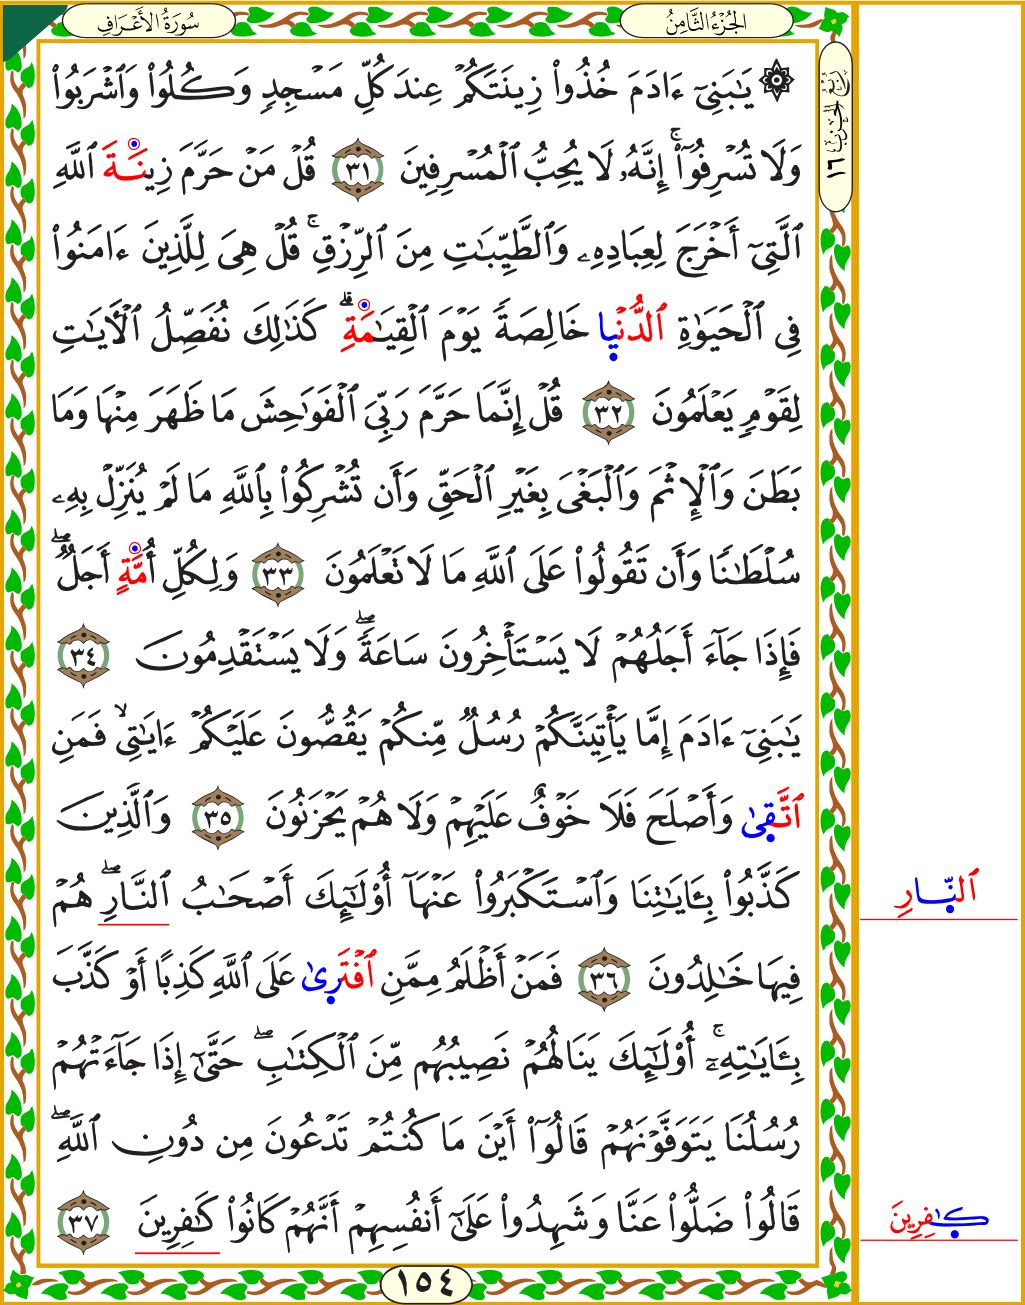 سُورَةُ الأَعْرَافِ
الجُزْءُ الثَّامِنُ
۞ يَٰبَنِيٓ ءَادَمَ خُذُواْ زِينَتَكُمۡ عِندَ كُلِّ مَسۡجِدٖ وَكُلُواْ وَٱشۡرَبُواْ
وَلَا تُسۡرِفُوٓاْۚ إِنَّهُۥ لَا يُحِبُّ ٱلۡمُسۡرِفِينَ ٣١ قُلۡ مَنۡ حَرَّمَ زِينَةَ ٱللَّهِ
ٱلَّتِيٓ أَخۡرَجَ لِعِبَادِهِۦ وَٱلطَّيِّبَٰتِ مِنَ ٱلرِّزۡقِۚ قُلۡ هِيَ لِلَّذِينَ ءَامَنُواْ
فِي ٱلۡحَيَوٰةِ ٱلدُّنۡيا خَالِصَةٗ يَوۡمَ ٱلۡقِيَٰمَةِۗ كَذَٰلِكَ نُفَصِّلُ ٱلۡأٓيَٰتِ
لِقَوۡمٖ يَعۡلَمُونَ ٣٢ قُلۡ إِنَّمَا حَرَّمَ رَبِّيَ ٱلۡفَوَٰحِشَ مَا ظَهَرَ مِنۡهَا وَمَا
بَطَنَ وَٱلۡإِثۡمَ وَٱلۡبَغۡيَ بِغَيۡرِ ٱلۡحَقِّ وَأَن تُشۡرِكُواْ بِٱللَّهِ مَا لَمۡ يُنَزِّلۡ بِهِۦ
سُلۡطَٰنٗا وَأَن تَقُولُواْ عَلَى ٱللَّهِ مَا لَا تَعۡلَمُونَ ٣٣ وَلِكُلِّ أُمَّةٍ أَجَلٞۖ
فَإِذَا جَآءَ أَجَلُهُمۡ لَا يَسۡتَأۡخِرُونَ سَاعَةٗۖ وَلَا يَسۡتَقۡدِمُونَ ٣٤
يَٰبَنِيٓ ءَادَمَ إِمَّا يَأۡتِيَنَّكُمۡ رُسُلٞ مِّنكُمۡ يَقُصُّونَ عَلَيۡكُمۡ ءَايَٰتِي ۙ فَمَنِ
ٱتَّقىٰ وَأَصۡلَحَ فَلَا خَوۡفٌ عَلَيۡهِمۡ وَلَا هُمۡ يَحۡزَنُونَ ٣٥ وَٱلَّذِينَ
كَذَّبُواْ بِـَٔايَٰتِنَا وَٱسۡتَكۡبَرُواْ عَنۡهَآ أُوْلَٰٓئِكَ أَصۡحَٰبُ ٱلنَّارِۖ هُمۡ
فِيهَا خَٰلِدُونَ ٣٦ فَمَنۡ أَظۡلَمُ مِمَّنِ ٱفۡتَرىٰ عَلَى ٱللَّهِ كَذِبًا أَوۡ كَذَّبَ
بِـَٔايَٰتِهِۦٓۚ أُوْلَٰٓئِكَ يَنَالُهُمۡ نَصِيبُهُم مِّنَ ٱلۡكِتَٰبِۖ حَتَّىٰٓ إِذَا جَآءَتۡهُمۡ
رُسُلُنَا يَتَوَفَّوۡنَهُمۡ قَالُوٓاْ أَيۡنَ مَا كُنتُمۡ تَدۡعُونَ مِن دُونِ ٱللَّهِۖ
قَالُواْ ضَلُّواْ عَنَّا وَشَهِدُواْ عَلَىٰٓ أَنفُسِهِمۡ أَنَّهُمۡ كَانُواْ كَٰفِرِينَ ٣٧
١٥٤
ٱلنّارِ
كٰفِرِينَ